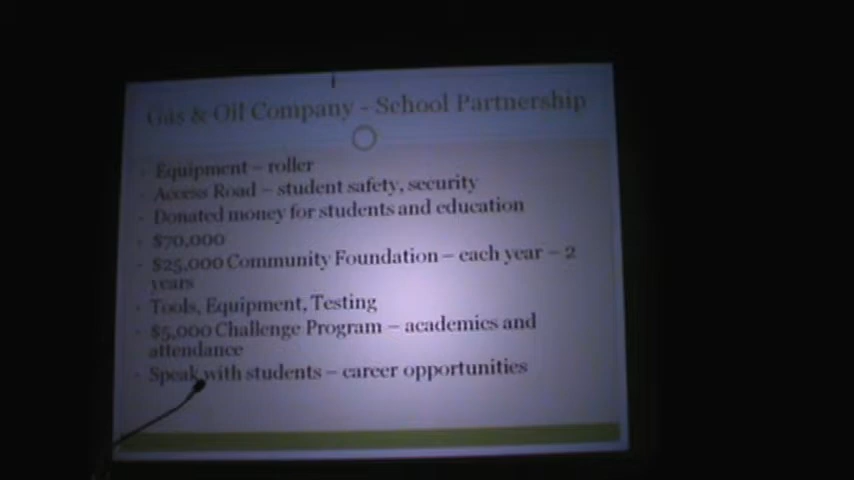 Gas & Oil Company - School Partnership
Equipment – roller
Access Road – student safety, security
Donated money for students and education
$70,000
$25,000 Community Foundation – each year – 2
years
Tools, Equipment, Testing
$5,000 Challenge Program – academics and
attendance
Speak with students – career opportunities